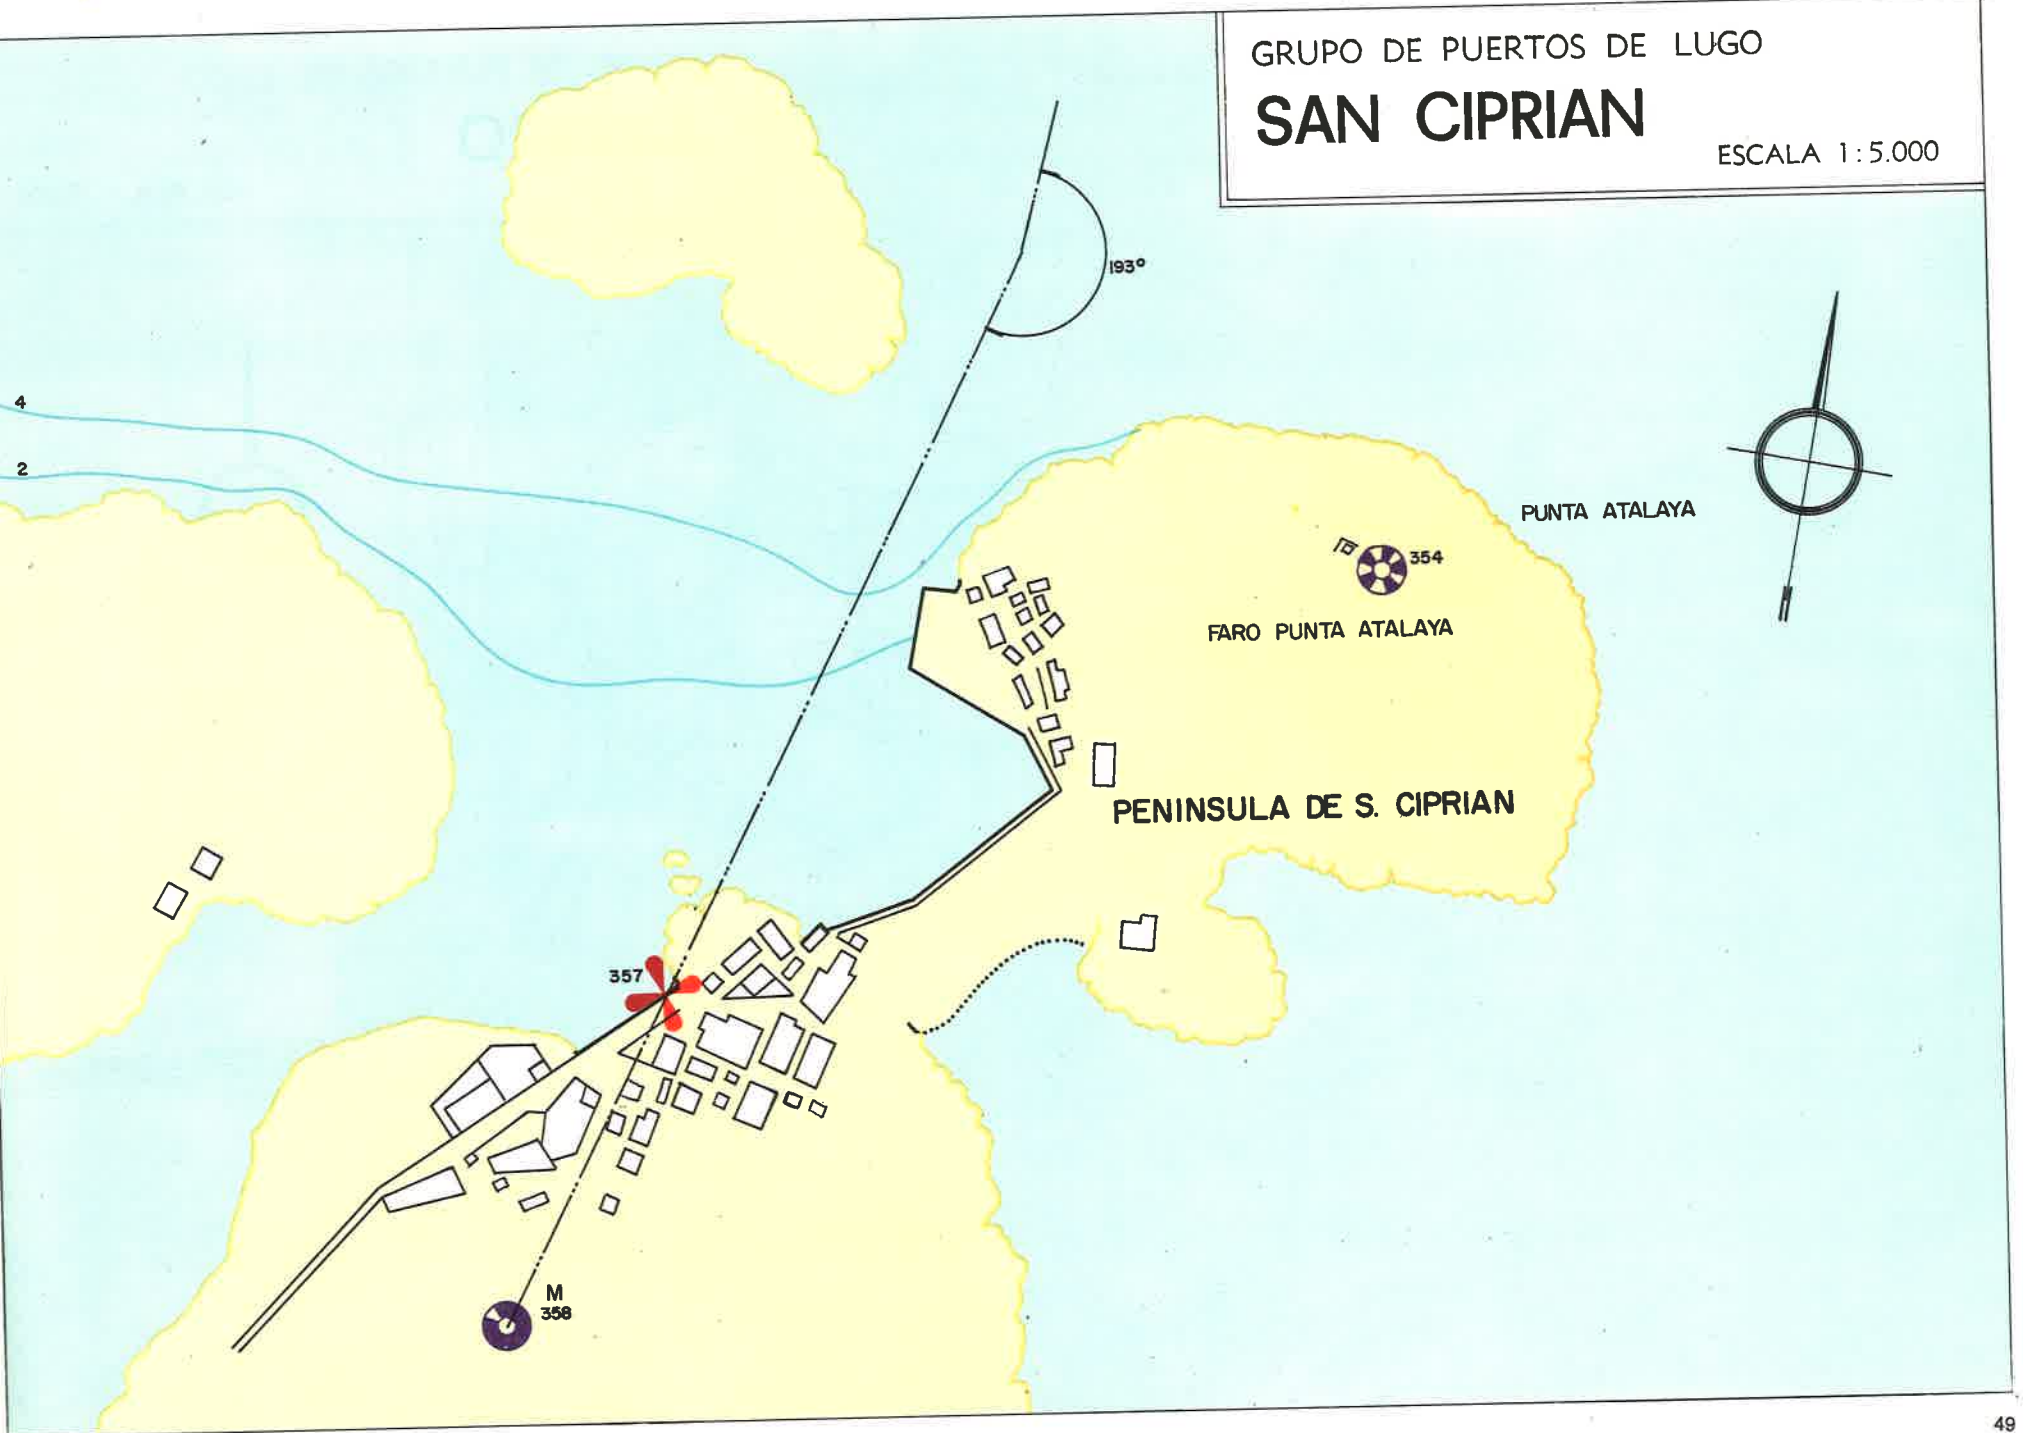 GRUPO DE PUERTOS DE LUGO
SAN CIPRIAN
ESCALA 1:5.000
193º
4
2
PUNTA ATALAYA
354
FARO PUNTA ATALAYA
PENINSULA DE S. CIPRIAN
357
M
358
N
49